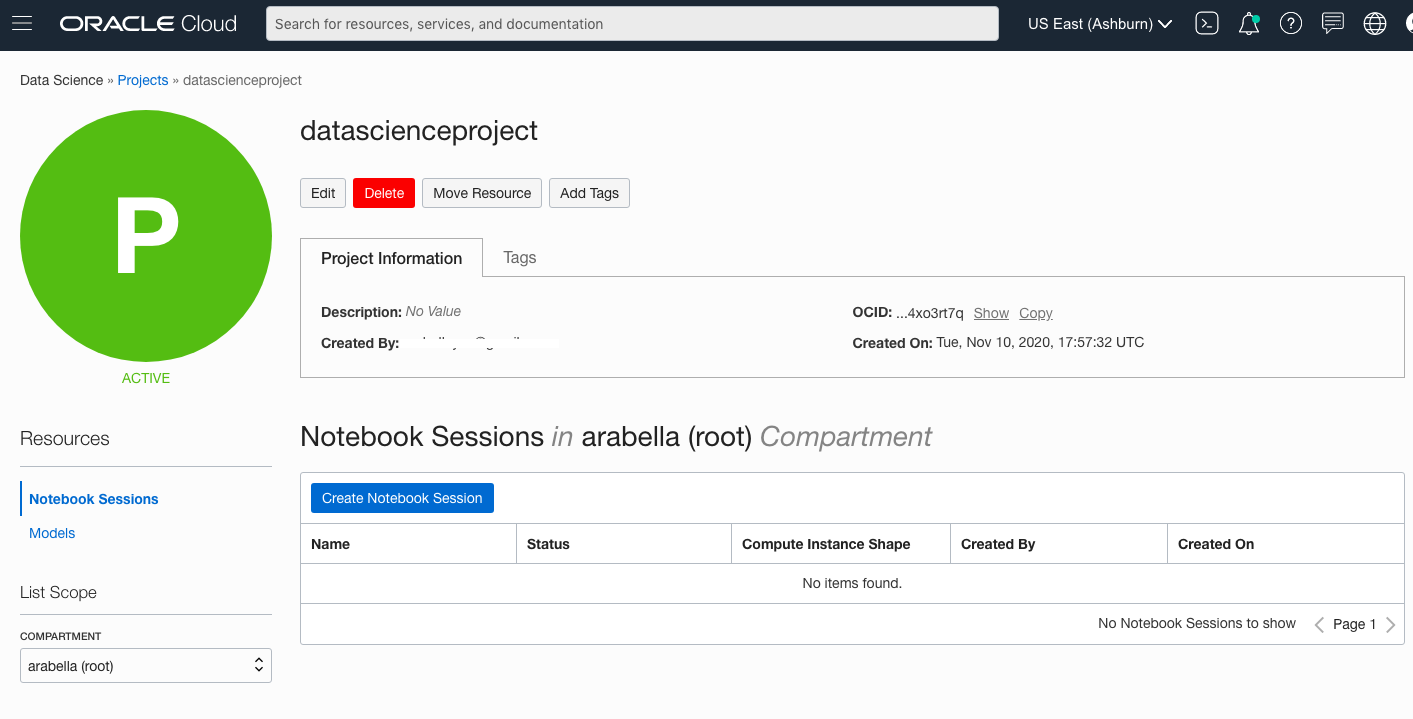 ORACLE Cloud
Search for resources, services, and documentation
US East (Ashburn)
Data Science » Projects » datascienceproject
P
ACTIVE
datascienceproject
Edit Delete Move Resource Add Tags
Project Information Tags
Description: No Value
OCID: ...4xo3rt7q Show Copy
Created By:
Created On: Tue, Nov 10, 2020, 17:57:32 UTC
Resources
Notebook Sessions
Models
List Scope
COMPARTMENT
arabella (root)
Notebook Sessions in arabella (root) Compartment
Create Notebook Session
Name Status Compute Instance Shape Created By Created On
No items found.
No Notebook Sessions to show Page 1